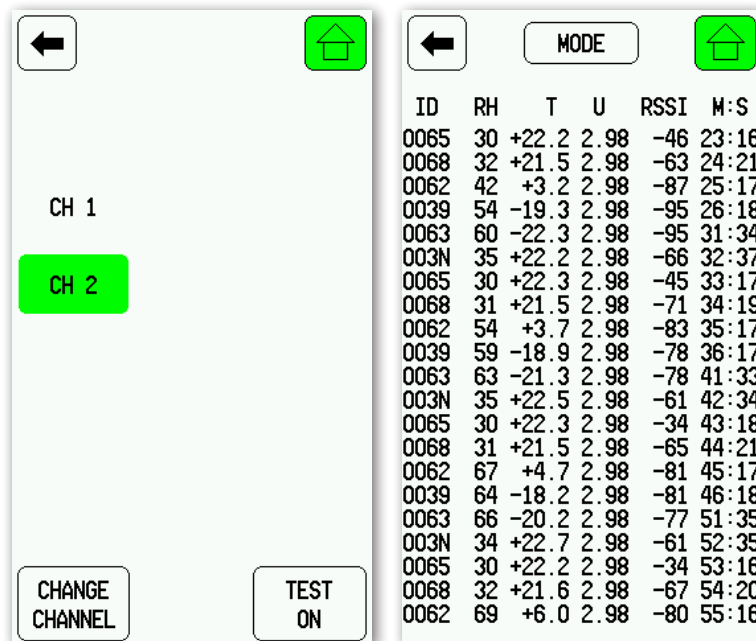 CH 1
CH 2
CHANGE
CHANNEL
TEST
ON
MODE
ID RH T U RSSI M:S
0065 30 +22.2 2.98 -46 23:16
0068 32 +21.5 2.98 -63 24:21
0062 42 +3.2 2.98 -87 25:17
0039 54 -19.3 2.98 -95 26:18
0063 60 -22.3 2.98 -95 31:34
003N 35 +22.2 2.98 -66 32:37
0065 30 +22.3 2.98 -45 33:17
0068 31 +21.5 2.98 -71 34:19
0062 54 +3.7 2.98 -83 35:17
0039 59 -18.9 2.98 -78 36:17
0063 63 -21.3 2.98 -78 41:33
003N 35 +22.5 2.98 -61 42:34
0065 30 +22.3 2.98 -34 43:18
0068 31 +21.5 2.98 -65 44:21
0062 67 +4.7 2.98 -81 45:17
0039 64 -18.2 2.98 -81 46:18
0063 66 -20.2 2.98 -77 51:35
003N 34 +22.7 2.98 -61 52:35
0065 30 +22.2 2.98 -34 53:16
0068 32 +21.6 2.98 -67 54:20
0062 69 +6.0 2.98 -80 55:16